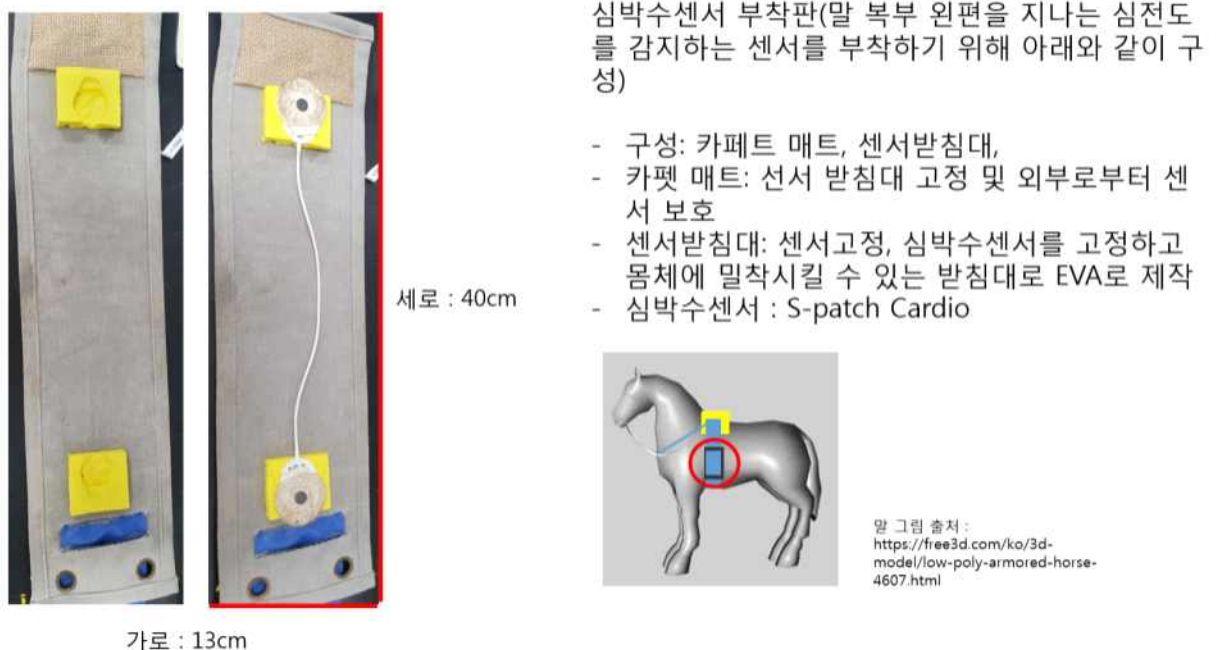 심박수센서 부착판(말 복부 왼편을 지나는 심전도
를 감지하는 센서를 부착하기 위해 아래와 같이 구
성)
- 구성: 카페트 매트, 센서받침대,
- 카펫 매트: 선서 받침대 고정 및 외부로부터 센
서 보호
- 센서받침대: 센서고정, 심박수센서를 고정하고
몸체에 밀착시킬 수 있는 받침대로 EVA로 제작
- 심박수센서 : S-patch Cardio
세로 : 40cm
말 그림 출처 :
https://free3d.com/ko/3d-
model/low-poly-armored-horse-
4607.html
가로 : 13cm